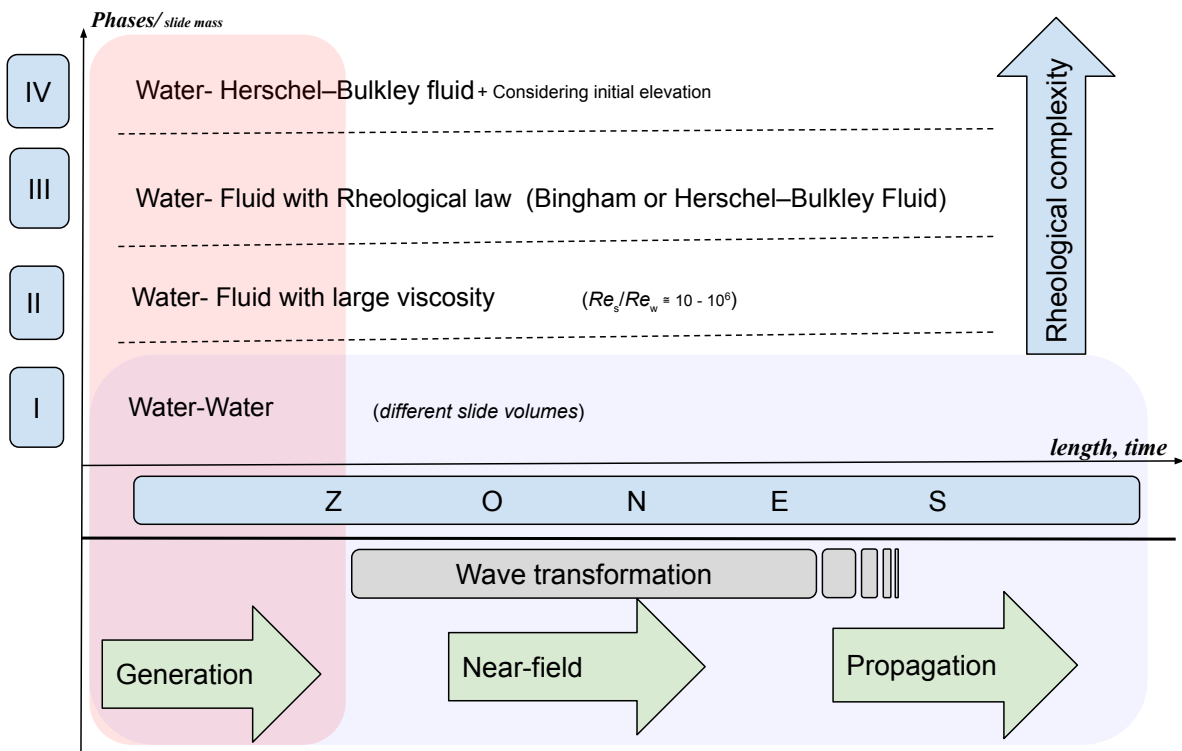 Phases/ slide mass
IV
Water- Herschel–Bulkley fluid + Considering initial elevation
III
Water- Fluid with Rheological law (Bingham or Herschel–Bulkley Fluid)
II
Water- Fluid with large viscosity (Reₛ/Re_w ≅ 10 - 10⁶)
I
Water-Water (different slide volumes)
Rheological complexity
length, time
Z O N E S
Wave transformation
Generation
Near-field
Propagation